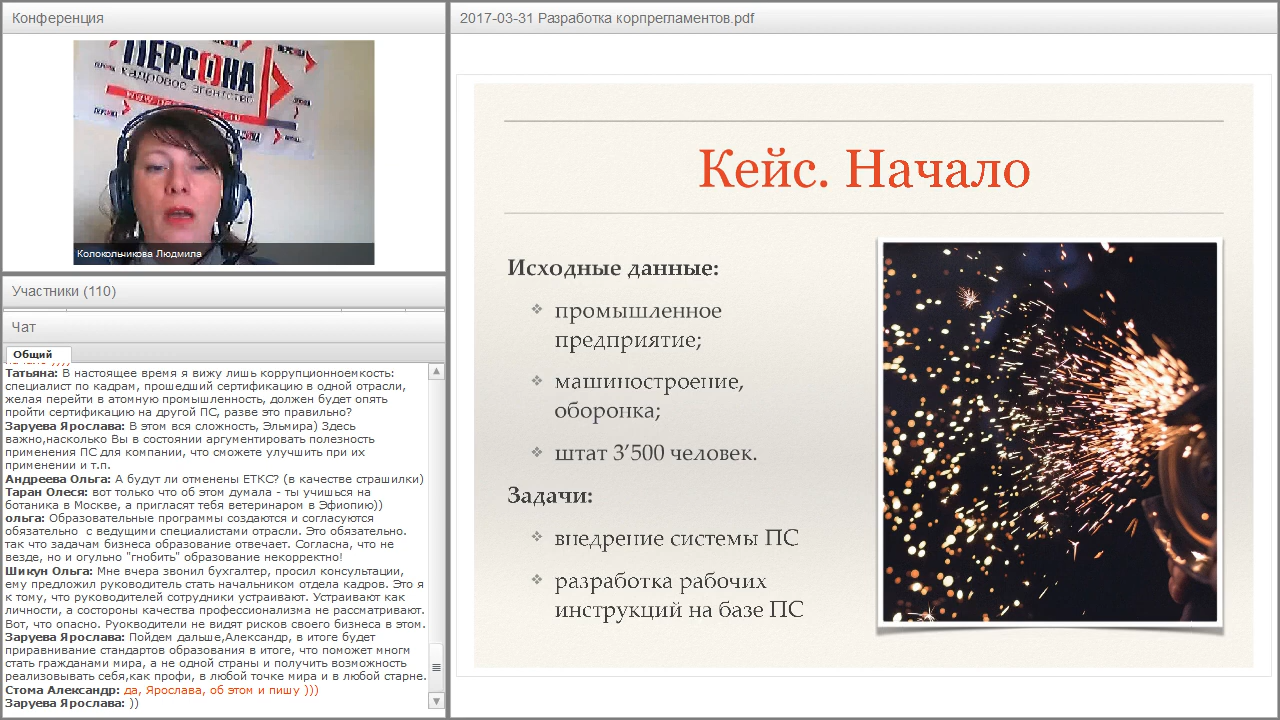 Конференция
ПЕРСОНА
кадровое агентство
Колокольчикова Людмила
Участники (110)
Чат
Общий
Татьяна: В настоящее время я вижу лишь коррупционноемкость:
специалист по кадрам, прошедший сертификацию в одной отрасли,
желая перейти в атомную промышленность, должен будет опять
пройти сертификацию на другой ПС, разве это правильно?
Заруева Ярослава: В этом вся сложность, Эльмира) Здесь
важно,насколько Вы в состоянии аргументировать полезность
применения ПС для компании, что сможете улучшить при их
применении и т.п.
Андреева Ольга: А будут ли отменены ЕТКС? (в качестве страшилки)
Таран Олеся: вот только что об этом думала - ты учишься на
ботаника в Москве, а пригласят тебя ветеринаром в Эфиопию))
ольга: Образовательные программы создаются и согласуются
обязательно с ведущими специалистами отрасли. Это обязательно.
так что задачам бизнеса образование отвечает. Согласна, что не
везде, но и огульно "гнобить" образование некорректно!
Шикун Ольга: Мне вчера звонил бухгалтер, просил консультации,
ему предложил руководитель стать начальником отдела кадров. Это я
к тому, что руководителей сотрудники устраивают. Устраивают как
личности, а состороны качества профессионализма не рассматривают.
Вот, что опасно. Руоквдители не видят рисковсвоего бизнеса в этом.
Заруева Ярослава: Пойдем дальше,Александр, в итоге будет
приравнивание стандартов образования в итоге, что поможет многм
стать гражданами мира, а не одной страны и получить возможность
реализовывать себя,как профи, в любой точке мира и в любой старне.
Стома Александр: да, Ярослава, об этом и пишу )))
Заруева Ярослава: ))
2017-03-31 Разработка корпрегламентов.pdf
Кейс. Начало
Исходные данные:
промышленное
предприятие;
машиностроение,
оборонка;
штат 3’500 человек.
Задачи:
внедрение системы ПС
разработка рабочих
инструкций на базе ПС